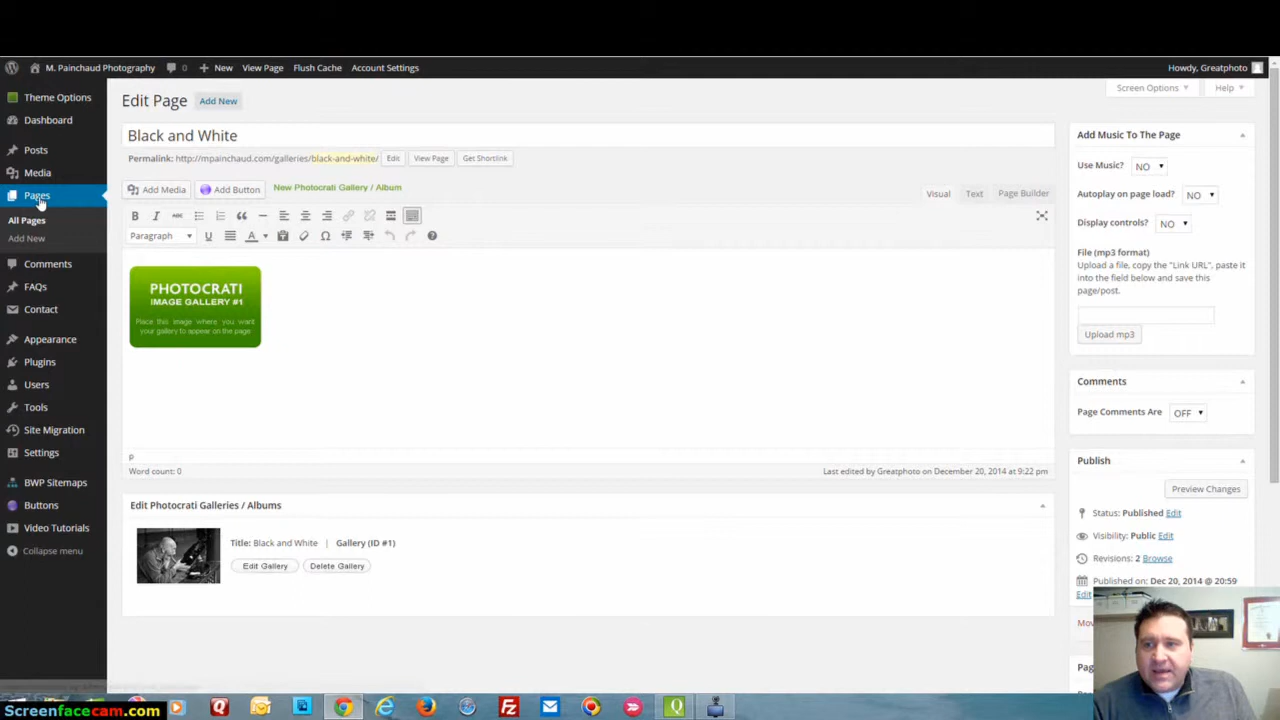 M. Painchaud Photography 0 New View Page Flush Cache Account Settings Howdy, Greatphoto
Screen Options Help
Theme Options
Dashboard
Posts
Media
Pages
All Pages
Add New
Comments
FAQs
Contact
Appearance
Plugins
Users
Tools
Site Migration
Settings
BWP Sitemaps
Buttons
Video Tutorials
Collapse menu
Edit Page Add New
Black and White
Permalink: http://mpainchaud.com/galleries/black-and-white/ Edit View Page Get Shortlink
Add Media Add Button New Photocrati Gallery / Album Visual Text Page Builder
Paragraph
PHOTOCRATI
IMAGE GALLERY #1
Place this image where you want
your gallery to appear on the page
p
Word count: 0 Last edited by Greatphoto on December 20, 2014 at 9:22 pm
Edit Photocrati Galleries / Albums
Title: Black and White | Gallery (ID #1)
Edit Gallery Delete Gallery
Add Music To The Page
Use Music? NO
Autoplay on page load? NO
Display controls? NO
File (mp3 format)
Upload a file, copy the "Link URL", paste it
into the field below and save this
page/post.
Upload mp3
Comments
Page Comments Are OFF
Publish
Preview Changes
Status: Published Edit
Visibility: Public Edit
Revisions: 2 Browse
Published on: Dec 20, 2014 @ 20:59
Edit
Screenfacecam.com